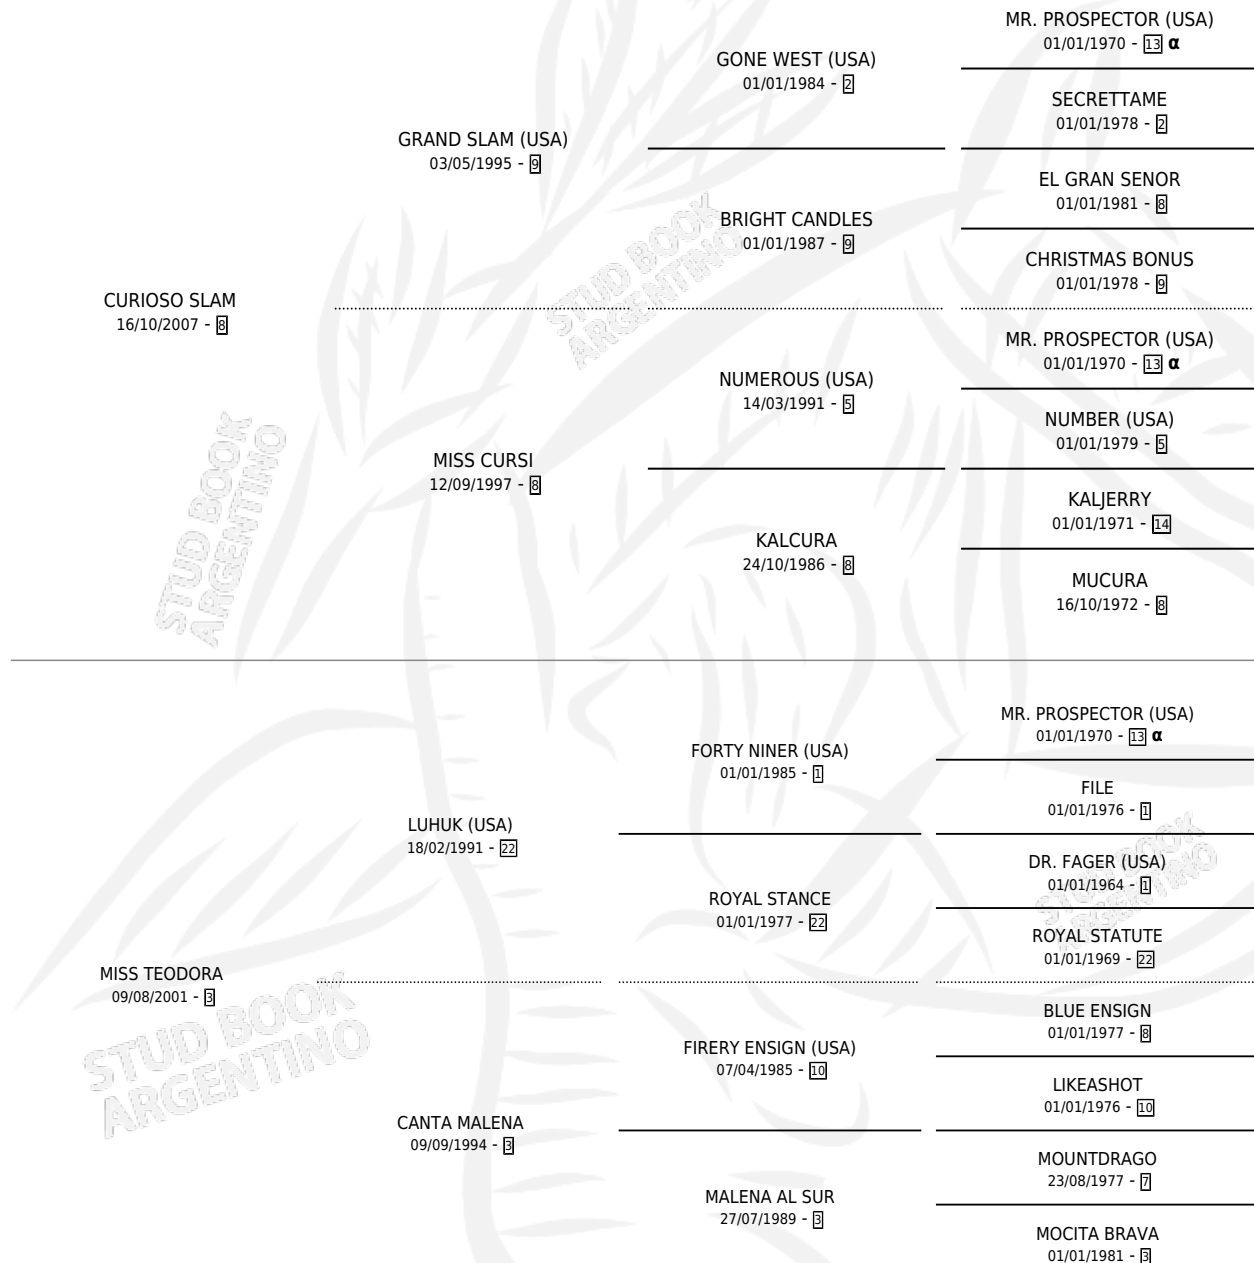 MR. PROSPECTOR (USA)
01/01/1970 - 13 α
GONE WEST (USA)
01/01/1984 - 2
SECRETTAME
01/01/1978 - 2
GRAND SLAM (USA)
03/05/1995 - 9
EL GRAN SENOR
01/01/1981 - 8
BRIGHT CANDLES
01/01/1987 - 9
CHRISTMAS BONUS
01/01/1978 - 9
CURIOSO SLAM
16/10/2007 - 8
MR. PROSPECTOR (USA)
01/01/1970 - 13 α
NUMEROUS (USA)
14/03/1991 - 5
NUMBER (USA)
01/01/1979 - 5
MISS CURSI
12/09/1997 - 8
KALJERRY
01/01/1971 - 14
KALCURA
24/10/1986 - 8
MUCURA
16/10/1972 - 8
MR. PROSPECTOR (USA)
01/01/1970 - 13 α
FORTY NINER (USA)
01/01/1985 - 1
FILE
01/01/1976 - 1
LUHUK (USA)
18/02/1991 - 22
DR. FAGER (USA)
01/01/1964 - 1
ROYAL STANCE
01/01/1977 - 22
ROYAL STATUTE
01/01/1969 - 22
MISS TEODORA
09/08/2001 - 3
BLUE ENSIGN
01/01/1977 - 8
FIRERY ENSIGN (USA)
07/04/1985 - 10
LIKEASHOT
01/01/1976 - 10
CANTA MALENA
09/09/1994 - 3
MOUNTDRAGO
23/08/1977 - 7
MALENA AL SUR
27/07/1989 - 3
MOCITA BRAVA
01/01/1981 - 3
STUD BOOK
ARGENTINO
STUD BOOK
ARGENTINO
STUD BOOK
ARGENTINO
STUD BOOK
ARGENTINO